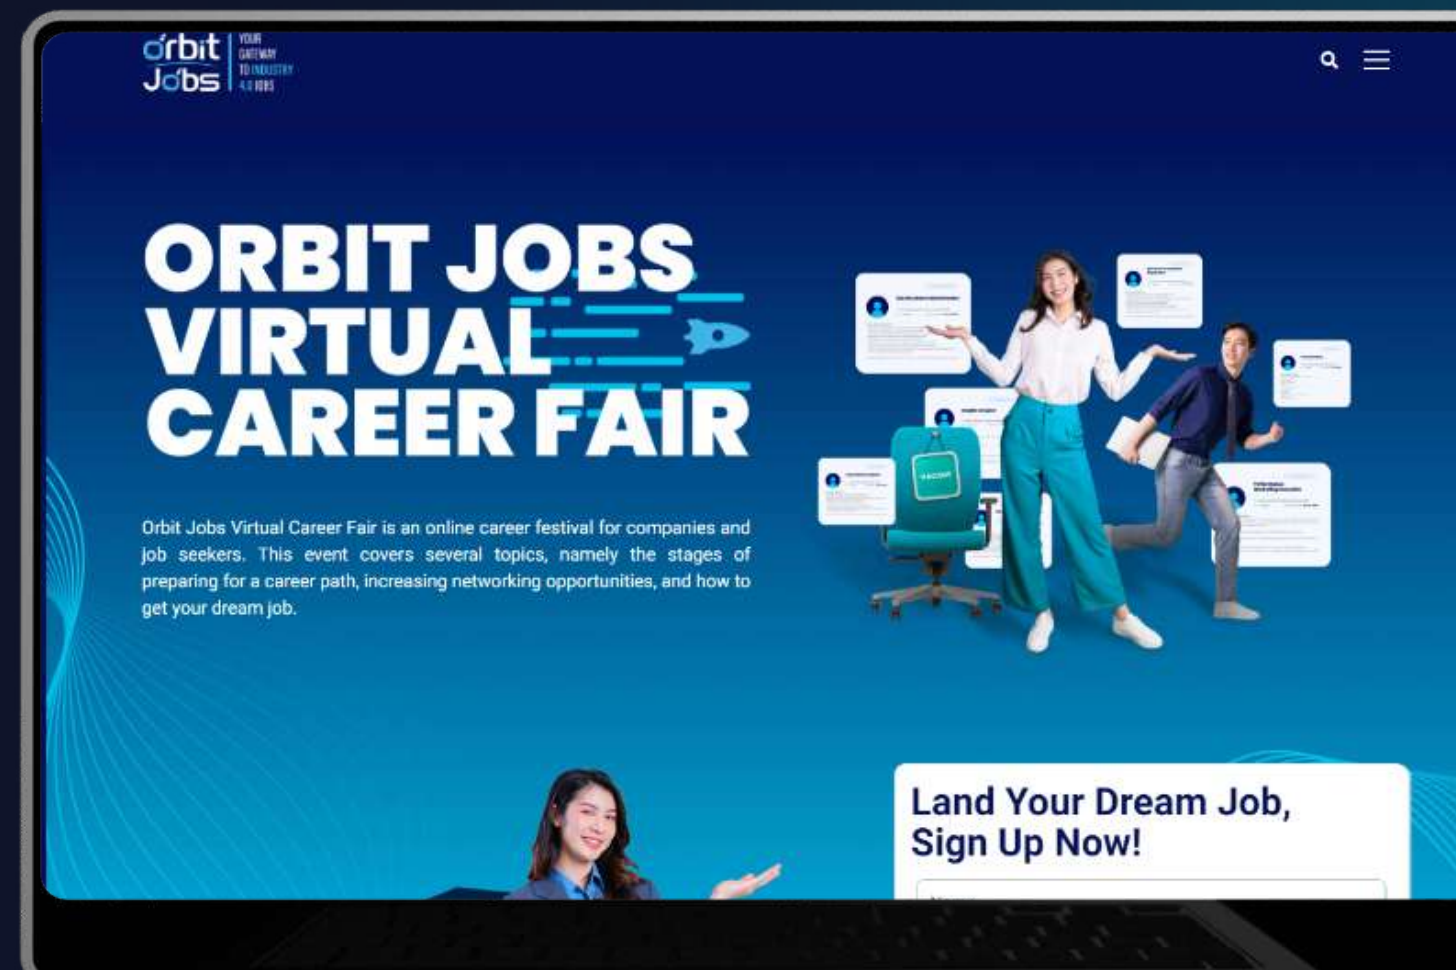 orbit
Jobs
YOUR
GATEWAY
TO INDUSTRY
4.0 JOBS
ORBIT JOBS
VIRTUAL
CAREER FAIR
Orbit Jobs Virtual Career Fair is an online career festival for companies and
job seekers. This event covers several topics, namely the stages of
preparing for a career path, increasing networking opportunities, and how to
get your dream job.
Land Your Dream Job,
Sign Up Now!